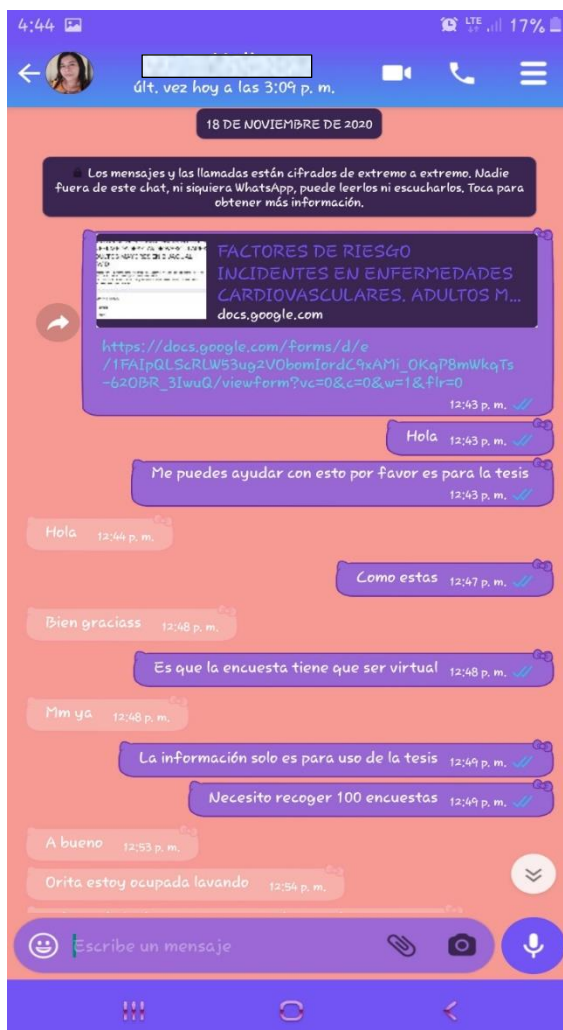 4:44 LTE 17%
últ. vez hoy a las 3:09 p. m.
18 DE NOVIEMBRE DE 2020
Los mensajes y las llamadas están cifrados de extremo a extremo. Nadie
fuera de este chat, ni siquiera WhatsApp, puede leerlos ni escucharlos. Toca para
obtener más información.
FACTORES DE RIESGO
INCIDENTES EN ENFERMEDADES
CARDIOVASCULARES. ADULTOS M...
docs.google.com
https://docs.google.com/forms/d/e
/1FAIpQLScRLW53ug2VObomIordC9xAMi_OKqP8mWkqTs
-62OBR_3IwuQ/viewform?vc=0&c=0&w=1&flr=0
12:43 p. m.
Hola 12:43 p. m.
Me puedes ayudar con esto por favor es para la tesis
12:43 p. m.
Hola 12:44 p. m.
Como estas 12:47 p. m.
Bien graciass 12:48 p. m.
Es que la encuesta tiene que ser virtual 12:48 p. m.
Mm ya 12:48 p. m.
La información solo es para uso de la tesis 12:49 p. m.
Necesito recoger 100 encuestas 12:49 p. m.
A bueno 12:53 p. m.
Orita estoy ocupada lavando 12:54 p. m.
Escribe un mensaje